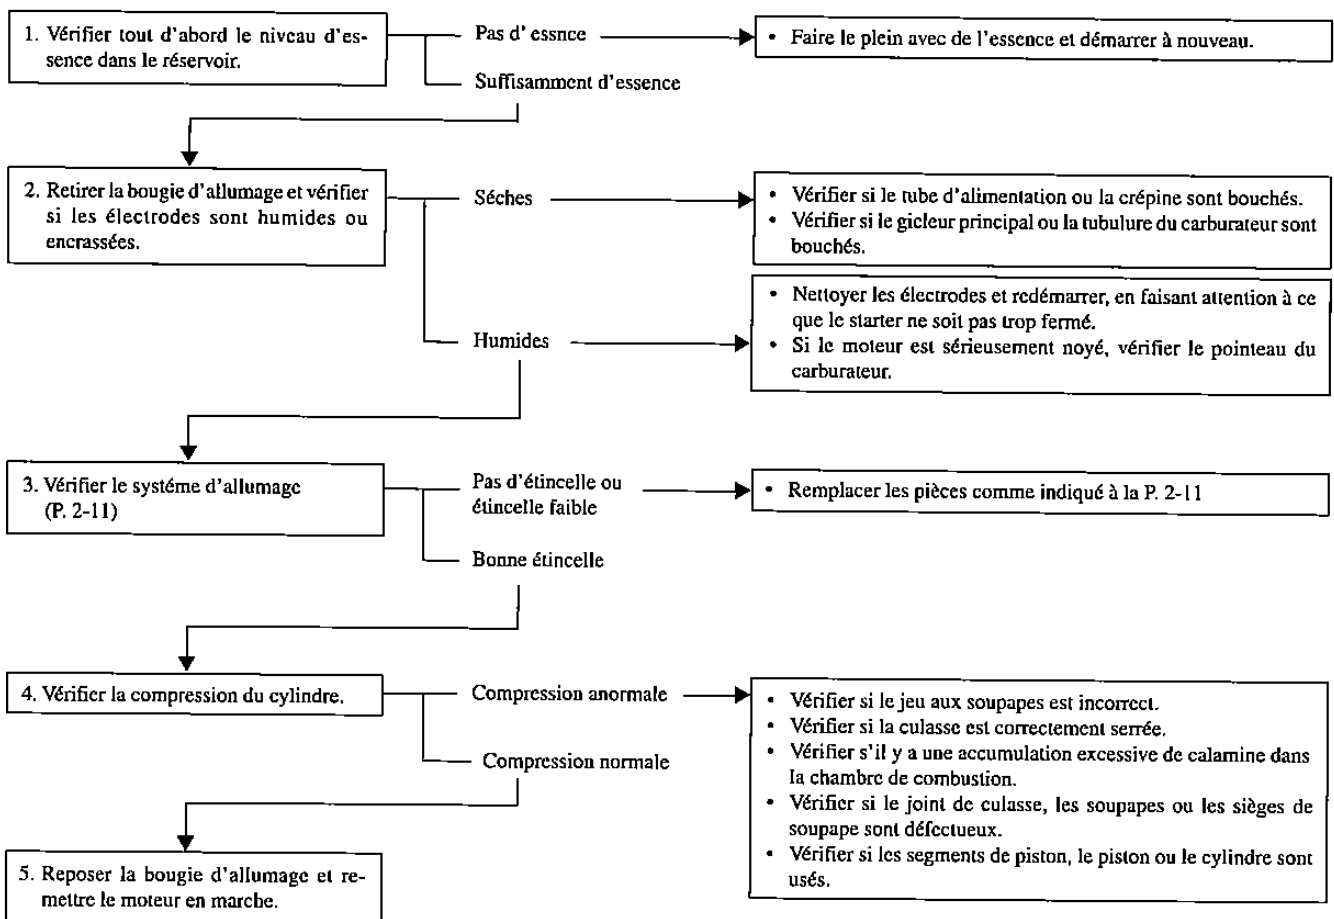 1. Vérifier tout d'abord le niveau d'es-
sence dans le réservoir.
Pas d' essnce
• Faire le plein avec de l'essence et démarrer à nouveau.
Suffisamment d'essence
2. Retirer la bougie d'allumage et vérifier
si les électrodes sont humides ou
encrassées.
Séches
• Vérifier si le tube d'alimentation ou la crépine sont bouchés.
• Vérifier si le gicleur principal ou la tubulure du carburateur sont
bouchés.
Humides
• Nettoyer les électrodes et redémarrer, en faisant attention à ce
que le starter ne soit pas trop fermé.
• Si le moteur est sérieusement noyé, vérifier le pointeau du
carburateur.
3. Vérifier le systéme d'allumage
(P. 2-11)
Pas d'étincelle ou
étincelle faible
• Remplacer les pièces comme indiqué à la P. 2-11
Bonne étincelle
4. Vérifier la compression du cylindre.
Compression anormale
• Vérifier si le jeu aux soupapes est incorrect.
• Vérifier si la culasse est correctement serrée.
• Vérifier s'il y a une accumulation excessive de calamine dans
la chambre de combustion.
• Vérifier si le joint de culasse, les soupapes ou les sièges de
soupape sont défectueux.
• Vérifier si les segments de piston, le piston ou le cylindre sont
usés.
Compression normale
5. Reposer la bougie d'allumage et re-
mettre le moteur en marche.